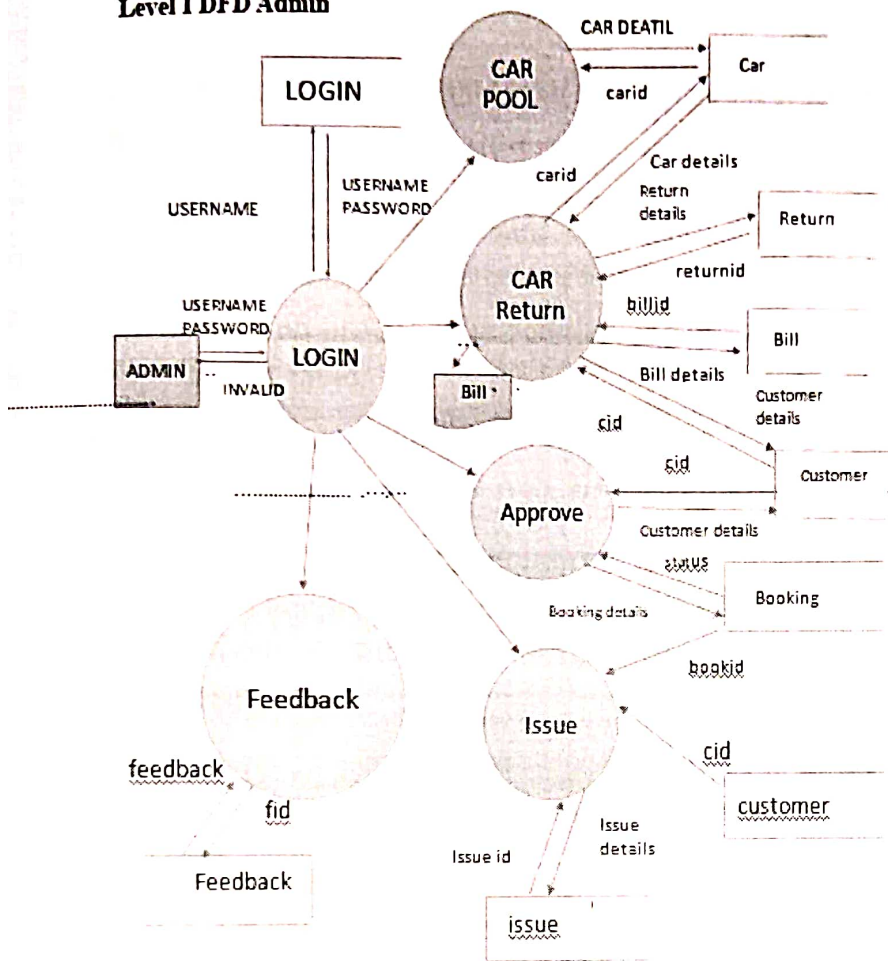 Level I DFD Admin
CAR DEATIL
LOGIN
CAR
POOL
Car
carid
USERNAME
USERNAME
PASSWORD
carid
Car details
Return
details
Return
CAR
Return
returnid
USERNAME
PASSWORD
billid
LOGIN
Bill
ADMIN
INVALID
Bill
Bill details
Customer
details
cid
cid
Customer
Approve
Customer details
status
Booking details
Booking
bookid
Feedback
Issue
cid
feedback
fid
customer
Issue id
Issue
details
Feedback
issue